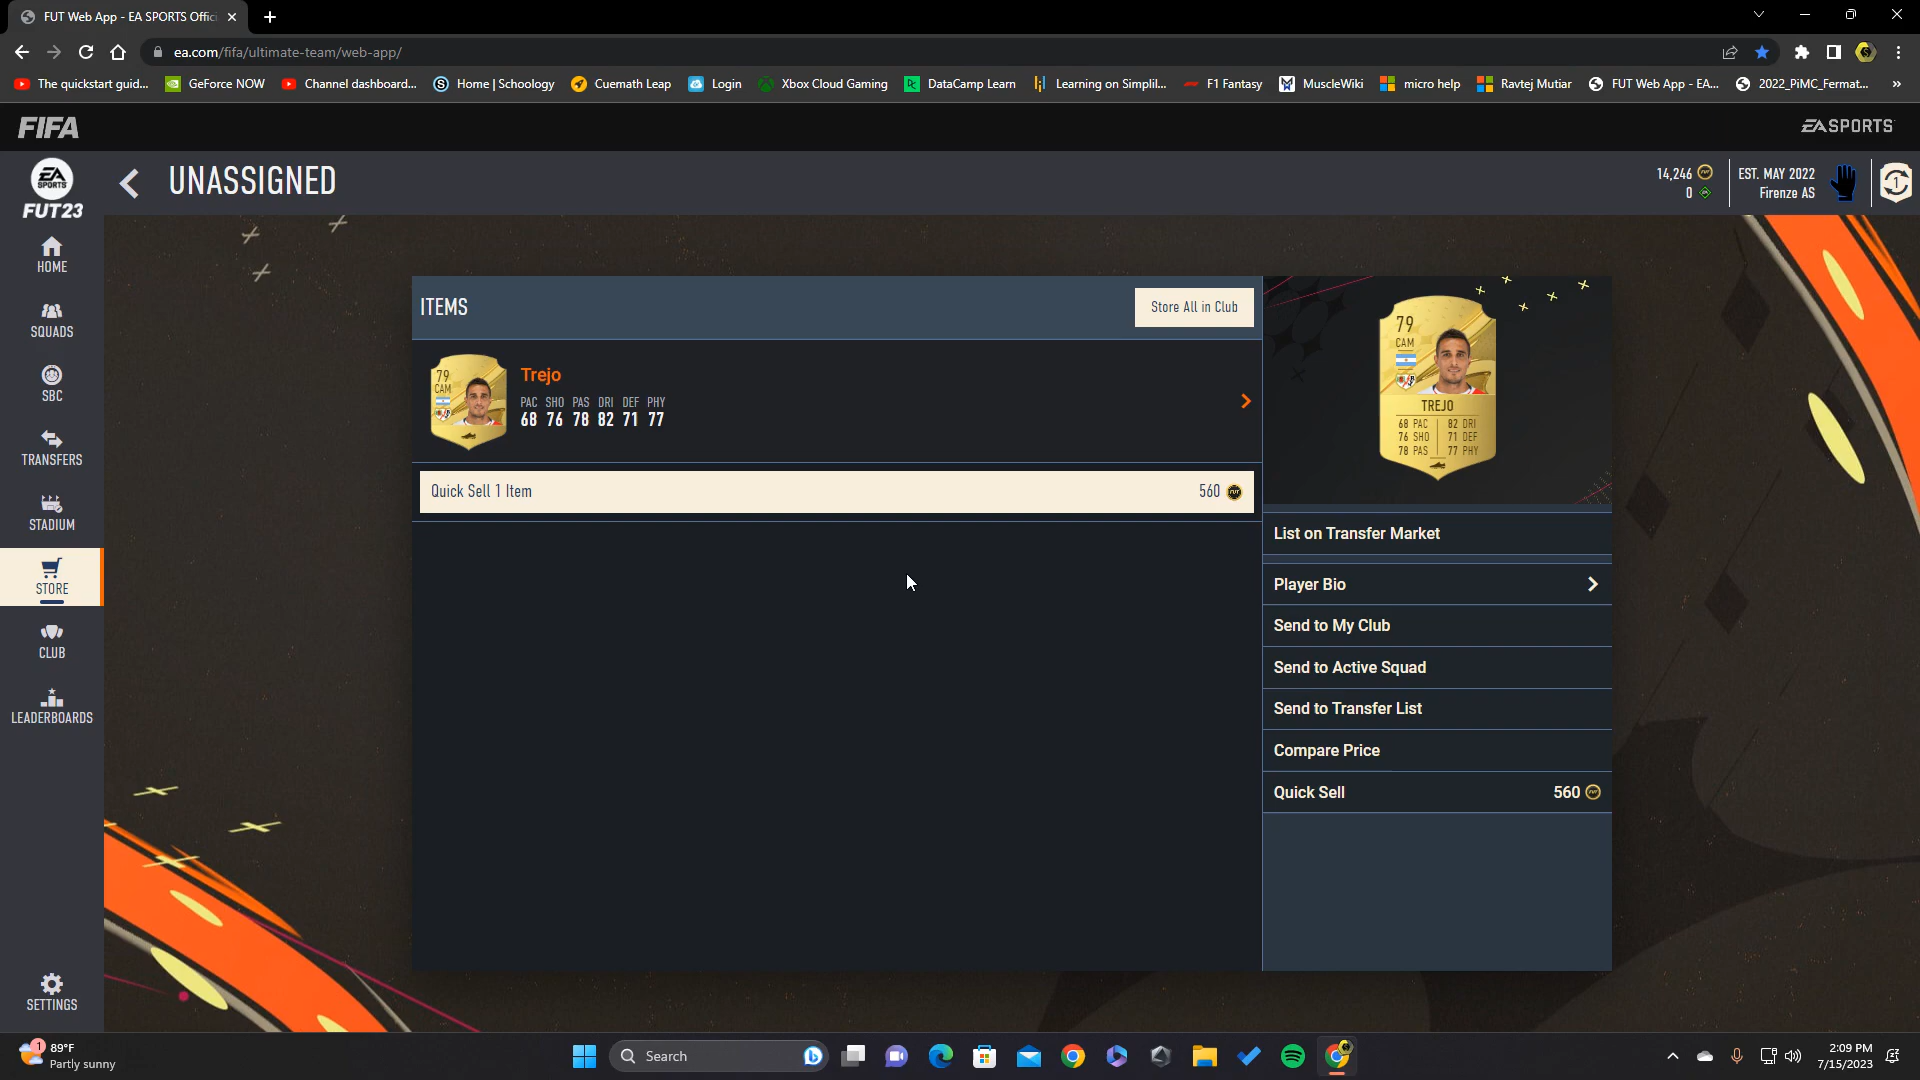 FUT Web App - EA SPORTS Offici
ea.com/fifa/ultimate-team/web-app/
The quickstart guid...
GeForce NOW
Channel dashboard...
Home | Schoology
Cuemath Leap
Login
Xbox Cloud Gaming
DataCamp Learn
Learning on Simplil...
F1 Fantasy
MuscleWiki
micro help
Ravtej Mutiar
FUT Web App - EA...
2022_PiMC_Fermat...
»
FIFA
EA SPORTS
EA SPORTS
FUT23
UNASSIGNED
14,246
0
EST. MAY 2022
Firenze AS
1
HOME
SQUADS
SBC
TRANSFERS
STADIUM
STORE
CLUB
LEADERBOARDS
SETTINGS
ITEMS
Store All in Club
79
CAM
Trejo
PAC SHO PAS DRI DEF PHY
68 76 78 82 71 77
Quick Sell 1 Item
560
79
CAM
TREJO
68 PAC 82 DRI
76 SHO 71 DEF
78 PAS 77 PHY
List on Transfer Market
Player Bio
Send to My Club
Send to Active Squad
Send to Transfer List
Compare Price
Quick Sell 560
1
89°F
Partly sunny
Search
2:09 PM
7/15/2023